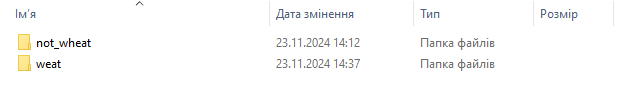 Ім'я Дата змінення Тип Розмір
not_wheat 23.11.2024 14:12 Папка файлів
weat 23.11.2024 14:37 Папка файлів